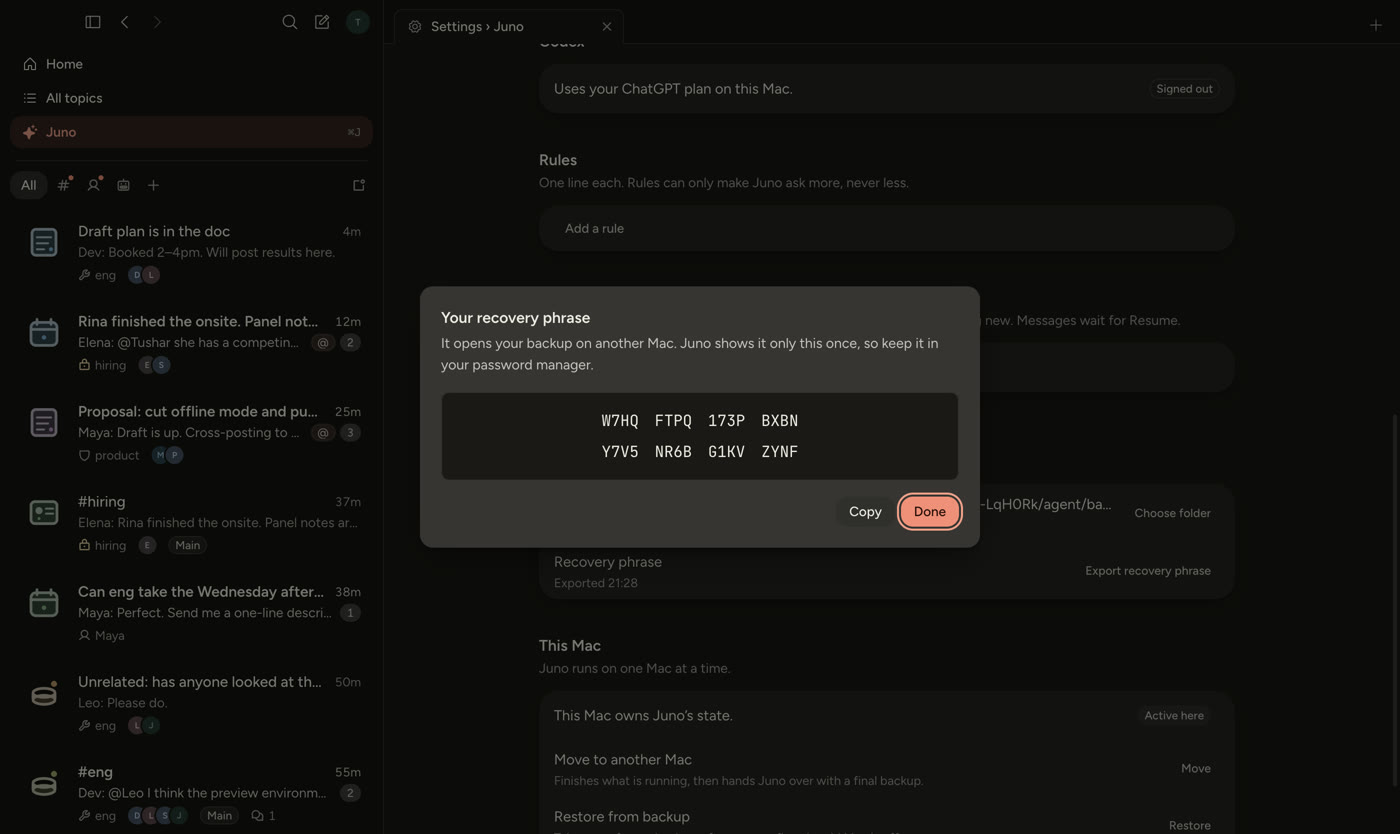 T
Settings › Juno
Home
All topics
Juno
⌘J
All
Draft plan is in the doc
4m
Dev: Booked 2–4pm. Will post results here.
eng
D
L
Rina finished the onsite. Panel not...
12m
Elena: @Tushar she has a competin...
@
2
hiring
E
S
Proposal: cut offline mode and pu...
25m
Maya: Draft is up. Cross-posting to ...
@
3
product
M
P
#hiring
37m
Elena: Rina finished the onsite. Panel notes ar...
hiring
E
Main
Can eng take the Wednesday after...
38m
Maya: Perfect. Send me a one-line descri...
1
Maya
Unrelated: has anyone looked at th...
50m
Leo: Please do.
eng
L
J
#eng
55m
Dev: @Leo I think the preview environm...
2
eng
D
L
S
J
Main
1
Codex
Uses your ChatGPT plan on this Mac.
Signed out
Rules
One line each. Rules can only make Juno ask more, never less.
Add a rule
new. Messages wait for Resume.
Your recovery phrase
It opens your backup on another Mac. Juno shows it only this once, so keep it in
your password manager.
W7HQ FTPQ 173P BXBN
Y7V5 NR6B G1KV ZYNF
Copy
Done
-LqH0Rk/agent/ba...
Choose folder
Recovery phrase
Exported 21:28
Export recovery phrase
This Mac
Juno runs on one Mac at a time.
This Mac owns Juno's state.
Active here
Move to another Mac
Finishes what is running, then hands Juno over with a final backup.
Move
Restore from backup
Restore